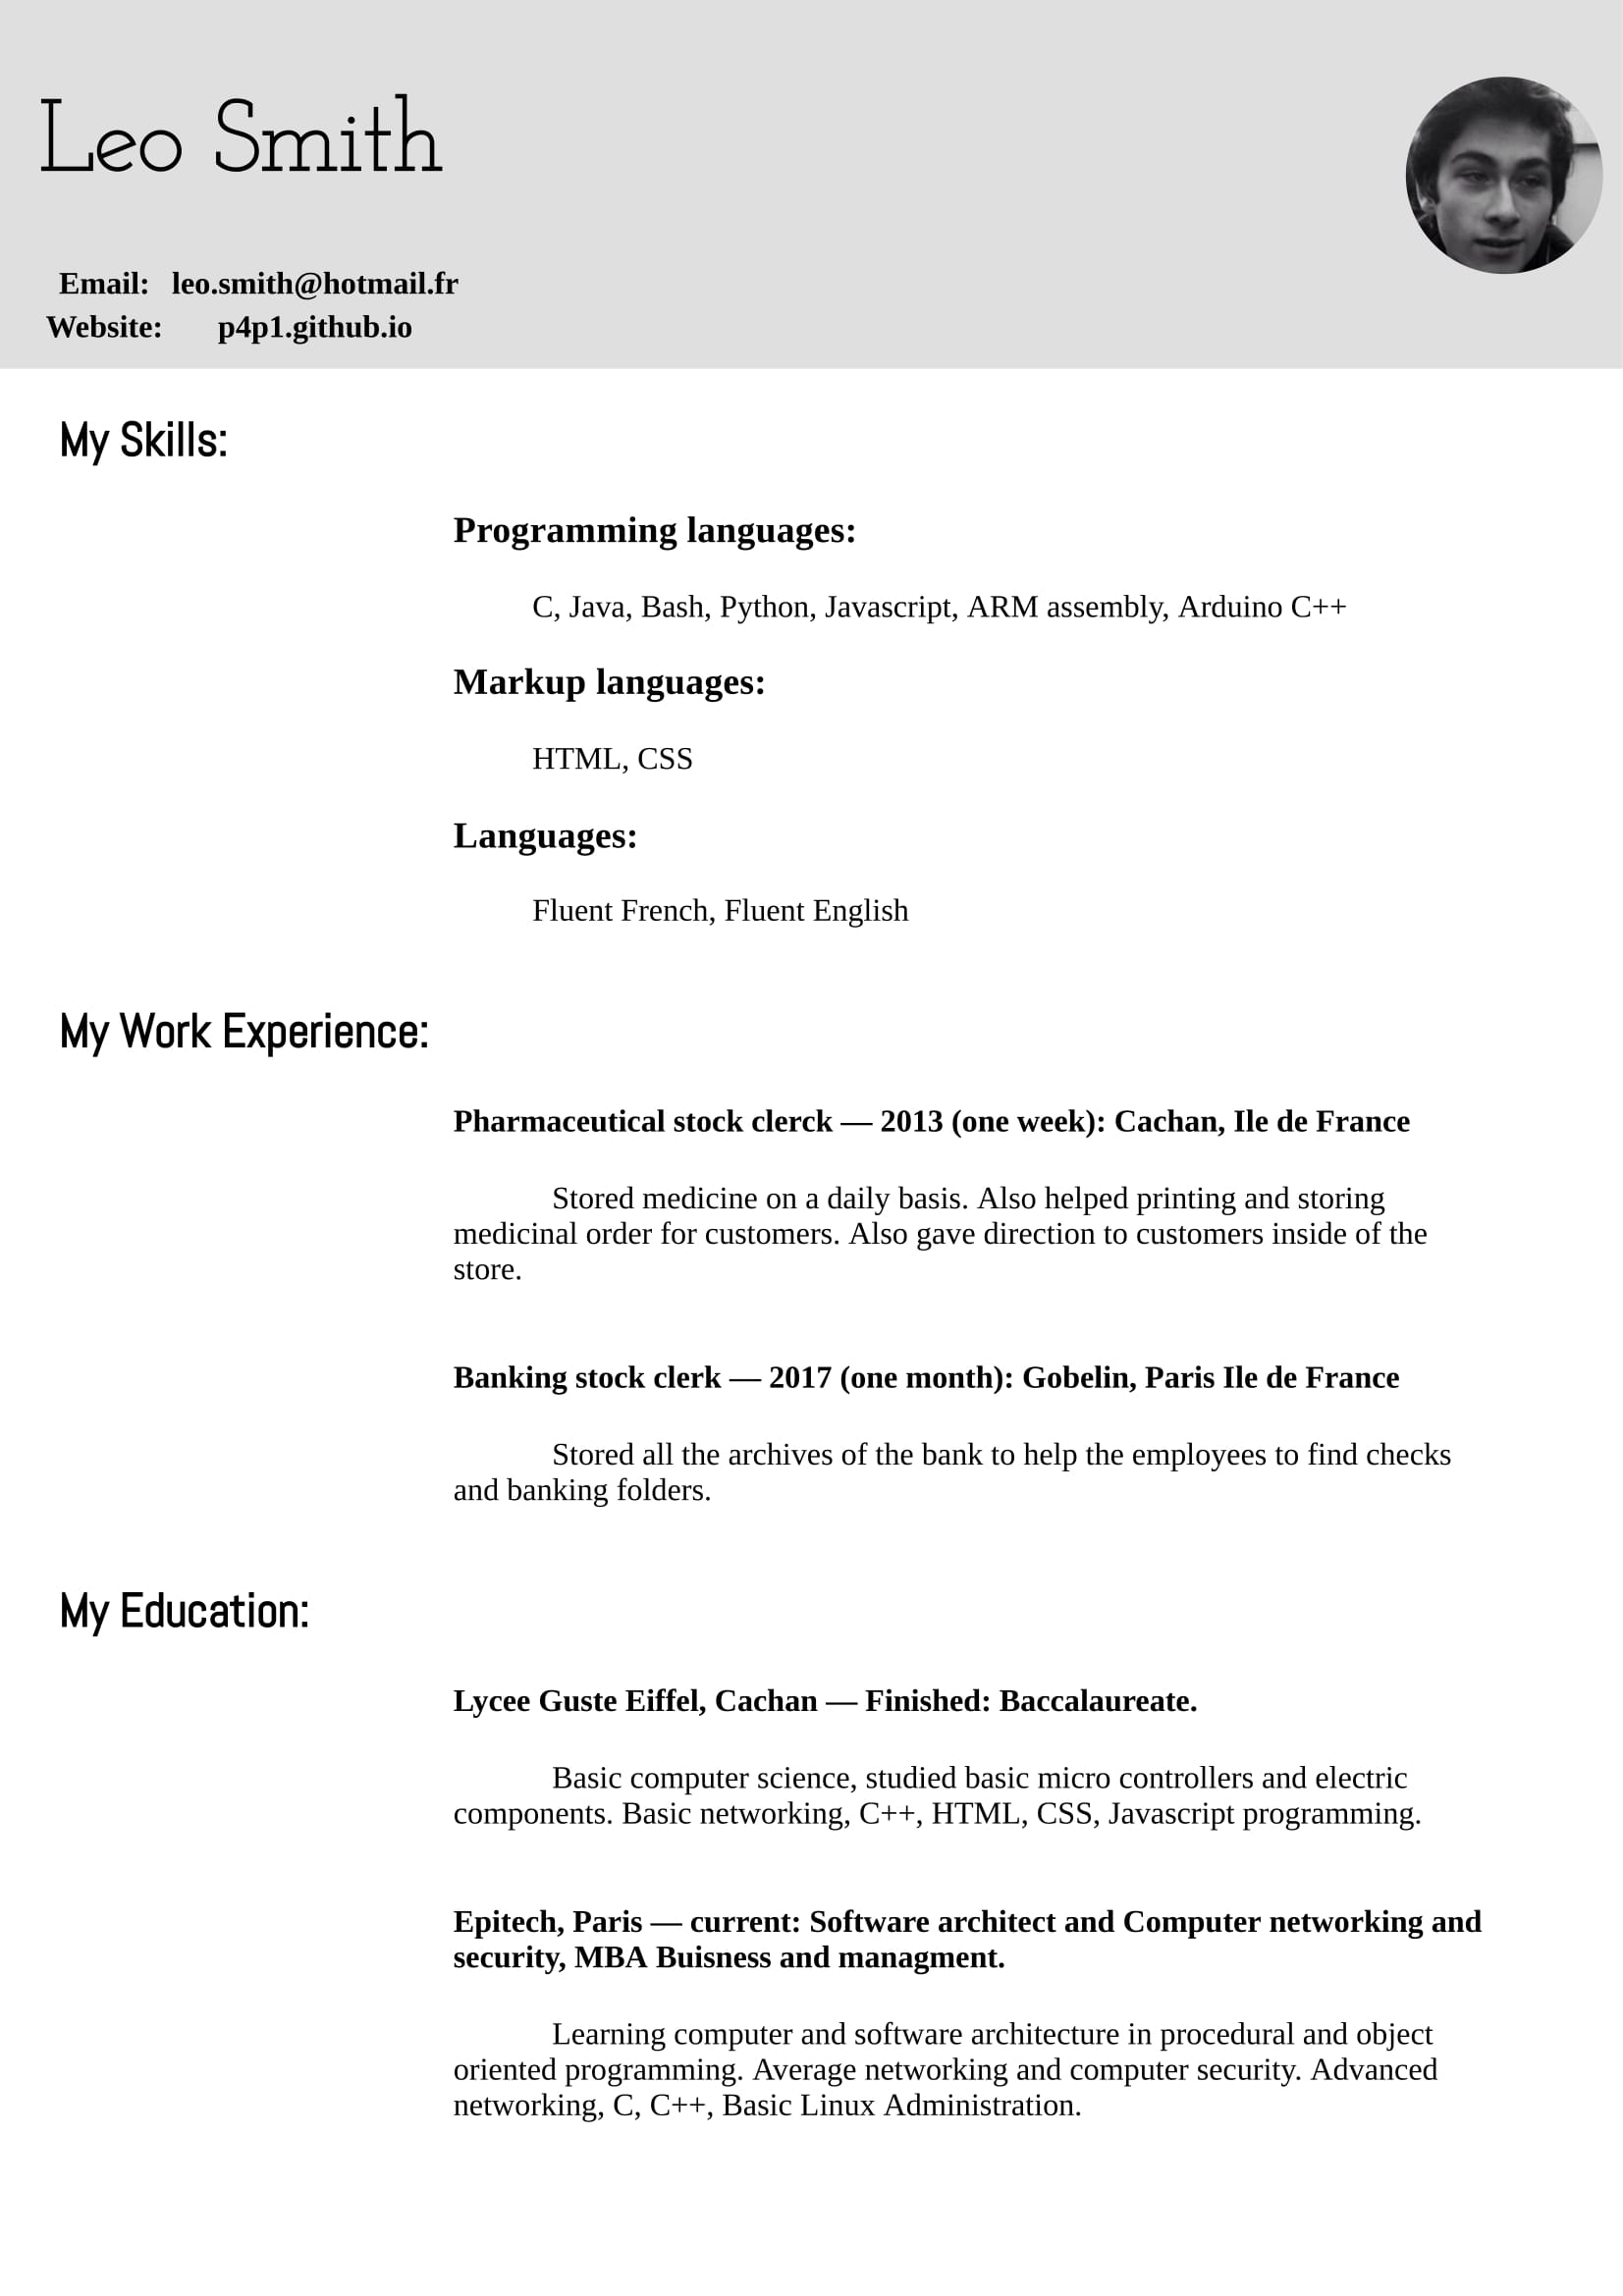 Leo Smith
Email: leo.smith@hotmail.fr
Website: p4p1.github.io
My Skills:
Programming languages:
C, Java, Bash, Python, Javascript, ARM assembly, Arduino C++
Markup languages:
HTML, CSS
Languages:
Fluent French, Fluent English
My Work Experience:
Pharmaceutical stock clerck — 2013 (one week): Cachan, Ile de France
Stored medicine on a daily basis. Also helped printing and storing
medicinal order for customers. Also gave direction to customers inside of the
store.
Banking stock clerk — 2017 (one month): Gobelin, Paris Ile de France
Stored all the archives of the bank to help the employees to find checks
and banking folders.
My Education:
Lycee Guste Eiffel, Cachan — Finished: Baccalaureate.
Basic computer science, studied basic micro controllers and electric
components. Basic networking, C++, HTML, CSS, Javascript programming.
Epitech, Paris — current: Software architect and Computer networking and
security, MBA Buisness and managment.
Learning computer and software architecture in procedural and object
oriented programming. Average networking and computer security. Advanced
networking, C, C++, Basic Linux Administration.